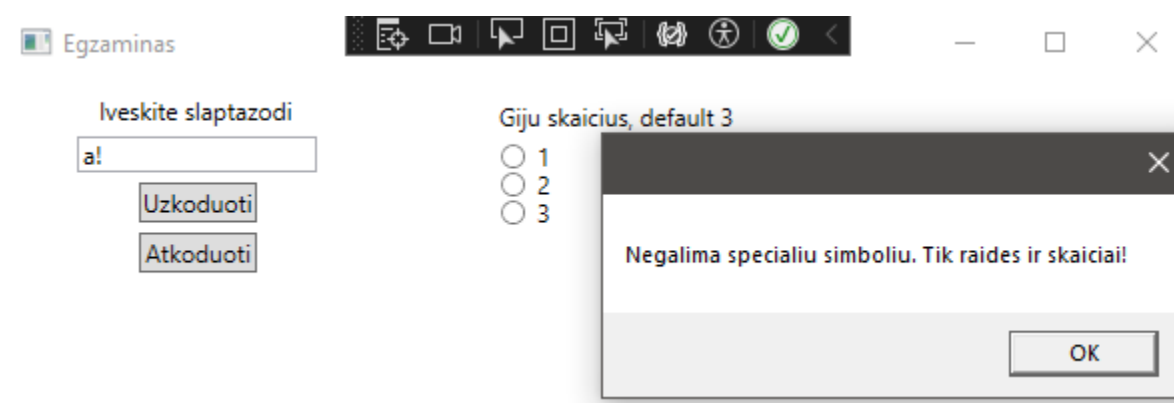 Egzaminas
Iveskite slaptazodi
a!
Uzkoduoti
Atkoduoti
Giju skaicius, default 3
1
2
3
Negalima specialiu simboliu. Tik raides ir skaiciai!
OK